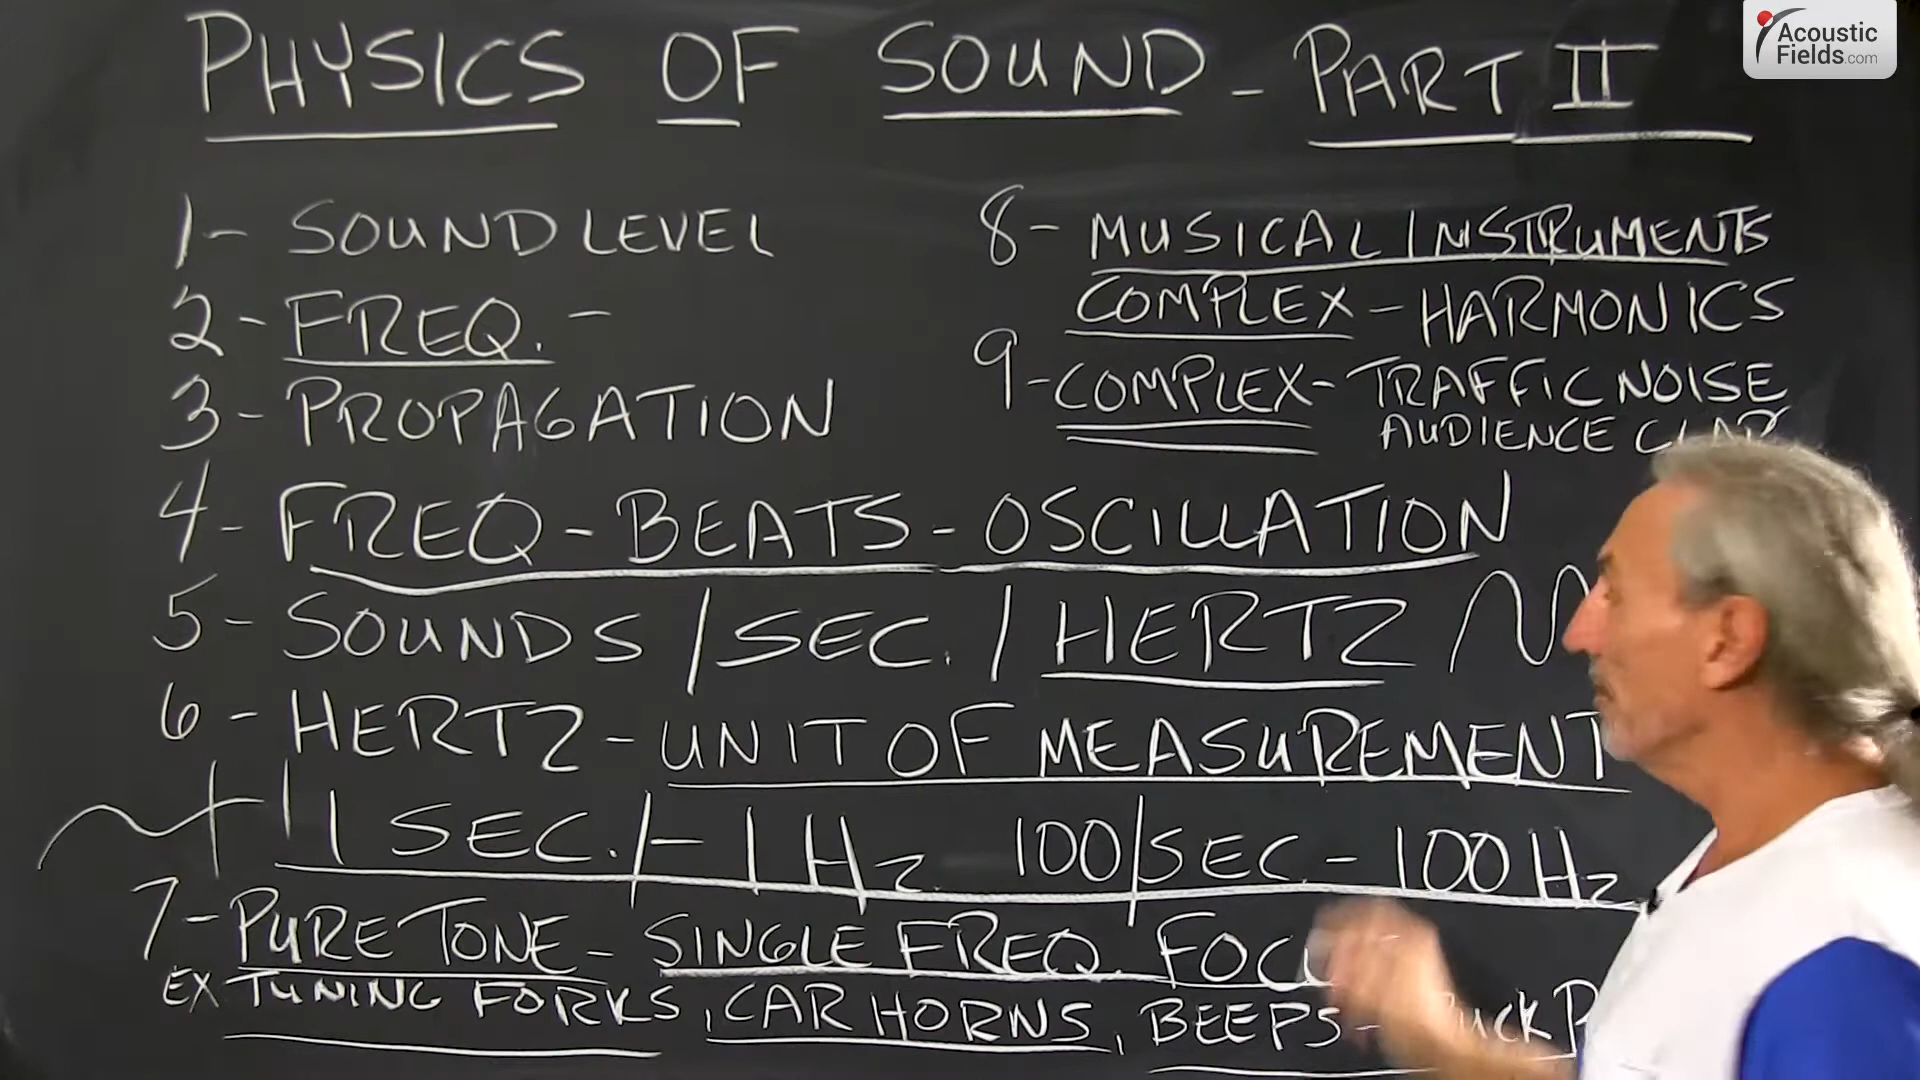 PHYSICS OF SOUND - PART II
1- SOUND LEVEL
2- FREQ. -
3- PROPAGATION
4- FREQ - BEATS - OSCILLATION
5- SOUNDS / SEC. / HERTZ
6- HERTZ - UNIT OF MEASUREMENT
1 SEC. - 1 Hz 100/SEC. - 100 Hz
7- PURE TONE - SINGLE FREQ.
EX TUNING FORKS, CAR HORNS, BEEPS-
8- MUSICAL INSTRUMENTS
COMPLEX - HARMONICS
9- COMPLEX - TRAFFIC NOISE
AUDIENCE
Acoustic
Fields.com